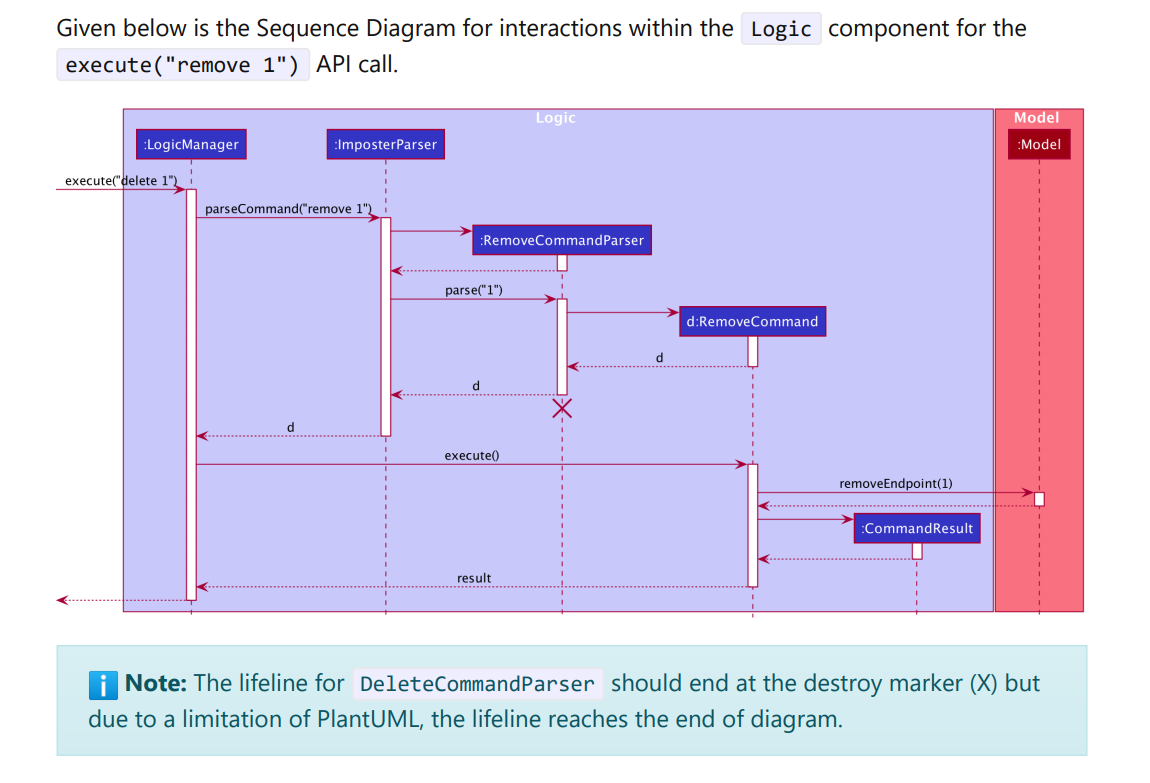 Given below is the Sequence Diagram for interactions within the Logic component for the
execute("remove 1") API call.
Logic
Model
:LogicManager
:ImposterParser
:Model
execute("delete 1")
parseCommand("remove 1")
:RemoveCommandParser
parse("1")
d:RemoveCommand
d
d
d
execute()
removeEndpoint(1)
:CommandResult
result
i Note: The lifeline for DeleteCommandParser should end at the destroy marker (X) but
due to a limitation of PlantUML, the lifeline reaches the end of diagram.